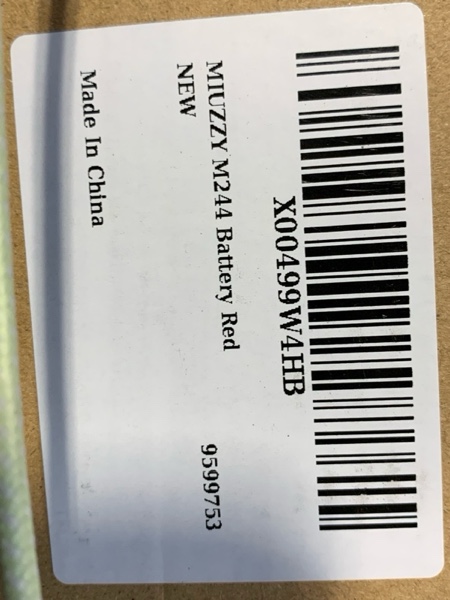 X00499W4HB
MIUZZY M244 Battery Red 9599753
NEW
Made In China